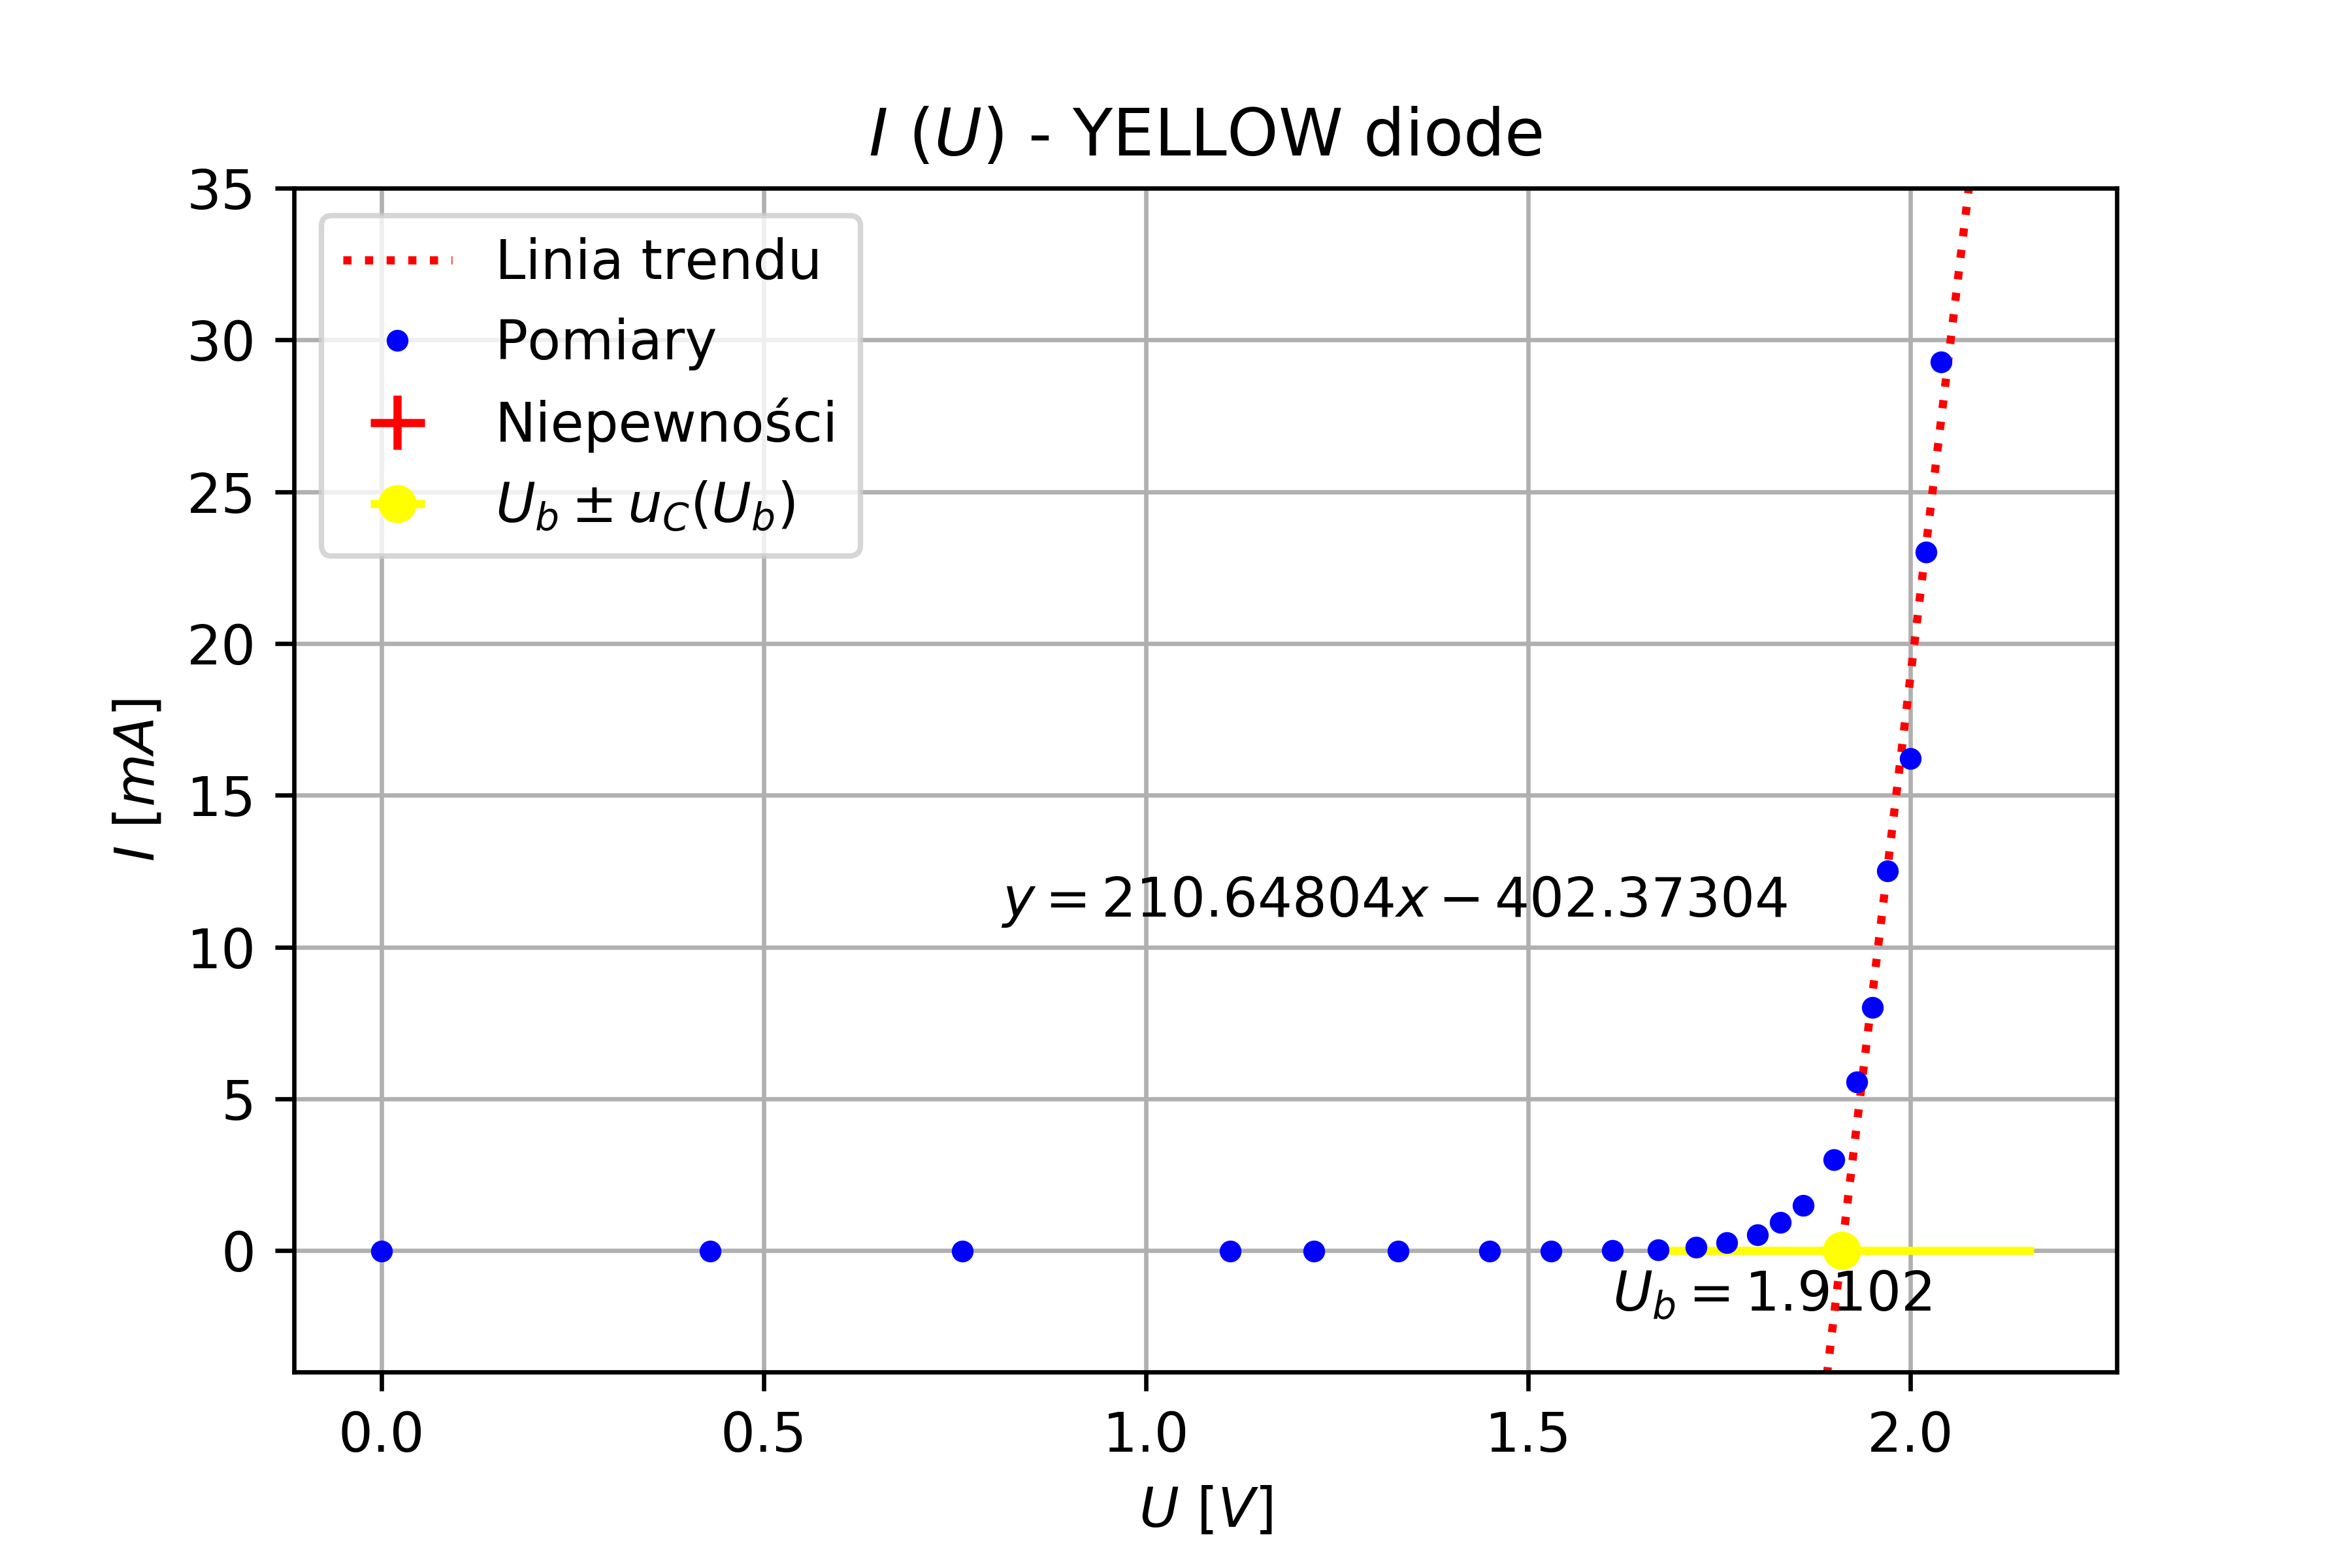 I (U) - YELLOW diode
35
30
25
20
15
10
5
0
I [mA]
Linia trendu
Pomiary
Niepewności
U_b ± u_C(U_b)
y = 210.64804x − 402.37304
U_b = 1.9102
0.0 0.5 1.0 1.5 2.0
U [V]